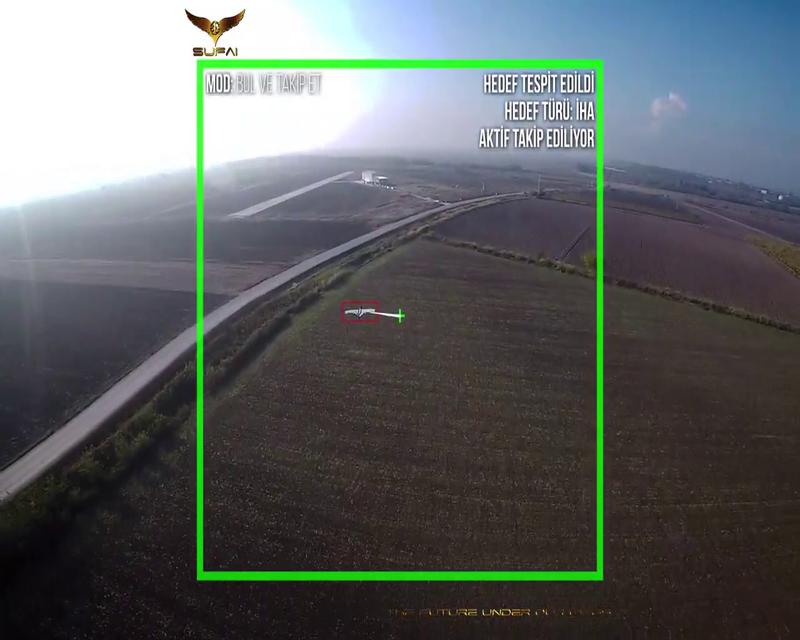 SUFAI
MOD: BUL VE TAKİP ET
HEDEF TESPİT EDİLDİ
HEDEF TÜRÜ: İHA
AKTİF TAKİP EDİLİYOR
THE FUTURE UNDER